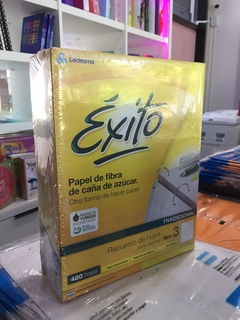 Ledesma
Éxito
Papel de fibra
de caña de azúcar.
Otra forma de hacer papel
TRADICIONAL
Repuesto de hojas
Nro. 3
480 hojas